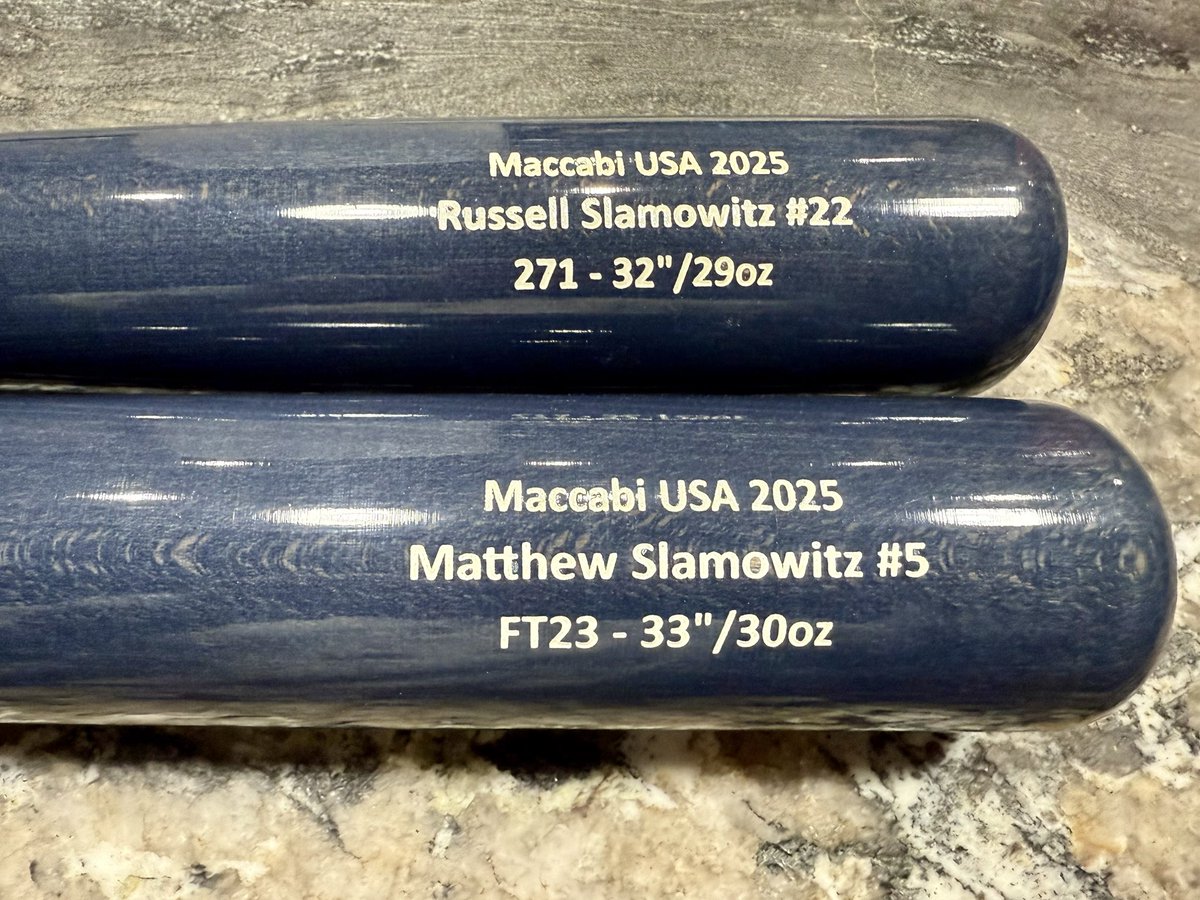 Maccabi USA 2025
Russell Slamowitz #22
271 - 32"/29oz
Maccabi USA 2025
Matthew Slamowitz #5
FT23 - 33"/30oz